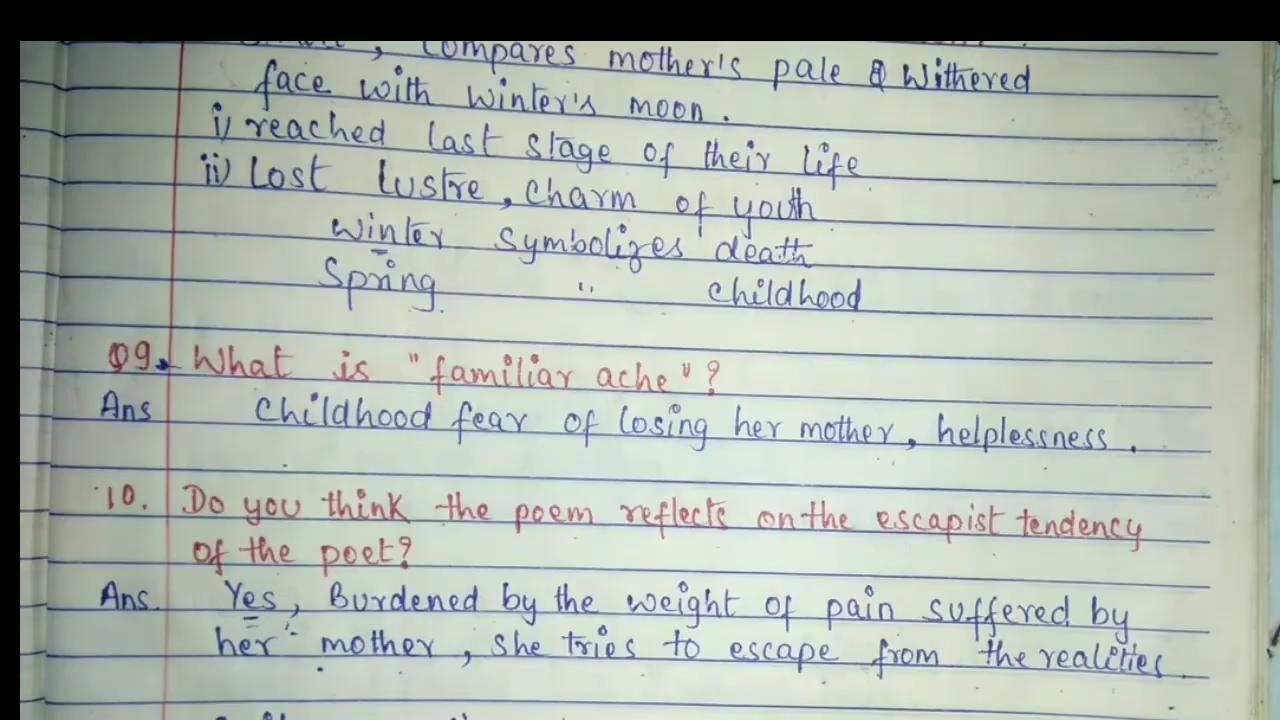 , compares mother's pale & withered
face with winter's moon.
i) reached last stage of their life
ii) Lost lustre, charm of youth
winter symbolizes death
Spring " childhood
Q9. What is "familiar ache"?
Ans Childhood fear of losing her mother, helplessness.
10. Do you think the poem reflects on the escapist tendency
of the poet?
Ans. Yes, Burdened by the weight of pain suffered by
her mother, she tries to escape from the realities.